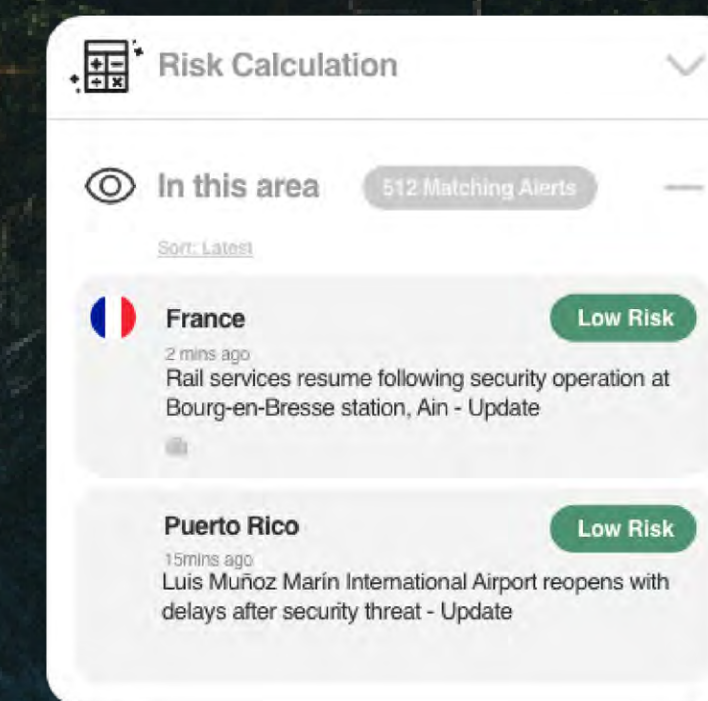 Risk Calculation
In this area
512 Matching Alerts
Sort: Latest
France
Low Risk
2 mins ago
Rail services resume following security operation at
Bourg-en-Bresse station, Ain - Update
Puerto Rico
Low Risk
15mins ago
Luis Muñoz Marín International Airport reopens with
delays after security threat - Update